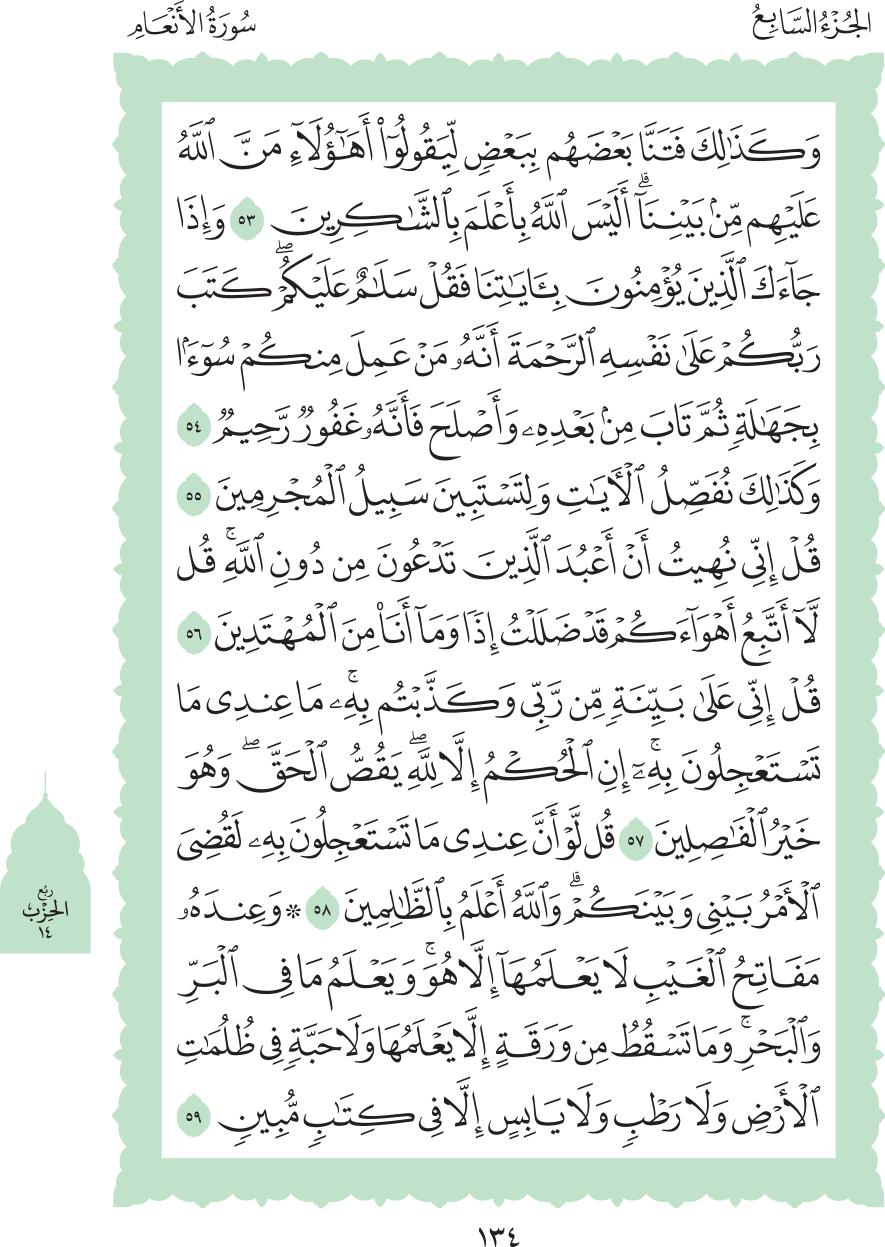 الجُزْءُ السَّابِعُ
سُورَةُ الأَنْعَامِ
وَكَذَٰلِكَ فَتَنَّا بَعْضَهُم بِبَعْضٖ لِّيَقُولُوٓاْ أَهَٰٓؤُلَآءِ مَنَّ ٱللَّهُ
عَلَيْهِم مِّنۢ بَيْنِنَآۗ أَلَيْسَ ٱللَّهُ بِأَعْلَمَ بِٱلشَّٰكِرِينَ ٥٣ وَإِذَا
جَآءَكَ ٱلَّذِينَ يُؤْمِنُونَ بِـَٔايَٰتِنَا فَقُلْ سَلَٰمٌ عَلَيْكُمْۖ كَتَبَ
رَبُّكُمْ عَلَىٰ نَفْسِهِ ٱلرَّحْمَةَ أَنَّهُۥ مَنْ عَمِلَ مِنكُمْ سُوٓءَۢا
بِجَهَٰلَةٖ ثُمَّ تَابَ مِنۢ بَعْدِهِۦ وَأَصْلَحَ فَأَنَّهُۥ غَفُورٞ رَّحِيمٞ ٥٤
وَكَذَٰلِكَ نُفَصِّلُ ٱلْأٓيَٰتِ وَلِتَسْتَبِينَ سَبِيلُ ٱلْمُجْرِمِينَ ٥٥
قُلْ إِنِّي نُهِيتُ أَنْ أَعْبُدَ ٱلَّذِينَ تَدْعُونَ مِن دُونِ ٱللَّهِۚ قُل
لَّآ أَتَّبِعُ أَهْوَآءَكُمْ قَدْ ضَلَلْتُ إِذٗا وَمَآ أَنَا۠ مِنَ ٱلْمُهْتَدِينَ ٥٦
قُلْ إِنِّي عَلَىٰ بَيِّنَةٖ مِّن رَّبِّي وَكَذَّبْتُم بِهِۦۚ مَا عِندِي مَا
تَسْتَعْجِلُونَ بِهِۦٓۚ إِنِ ٱلْحُكْمُ إِلَّا لِلَّهِۖ يَقُصُّ ٱلْحَقَّۖ وَهُوَ
خَيْرُ ٱلْفَٰصِلِينَ ٥٧ قُل لَّوْ أَنَّ عِندِي مَا تَسْتَعْجِلُونَ بِهِۦ لَقُضِيَ
ٱلْأَمْرُ بَيْنِي وَبَيْنَكُمْۗ وَٱللَّهُ أَعْلَمُ بِٱلظَّٰلِمِينَ ٥٨ * وَعِندَهُۥ
مَفَاتِحُ ٱلْغَيْبِ لَا يَعْلَمُهَآ إِلَّا هُوَۚ وَيَعْلَمُ مَا فِي ٱلْبَرِّ
وَٱلْبَحْرِۚ وَمَا تَسْقُطُ مِن وَرَقَةٍ إِلَّا يَعْلَمُهَا وَلَا حَبَّةٖ فِي ظُلُمَٰتِ
ٱلْأَرْضِ وَلَا رَطْبٖ وَلَا يَابِسٍ إِلَّا فِي كِتَٰبٖ مُّبِينٖ ٥٩
رُبْعُ
الحِزْبِ
١٤
١٣٤